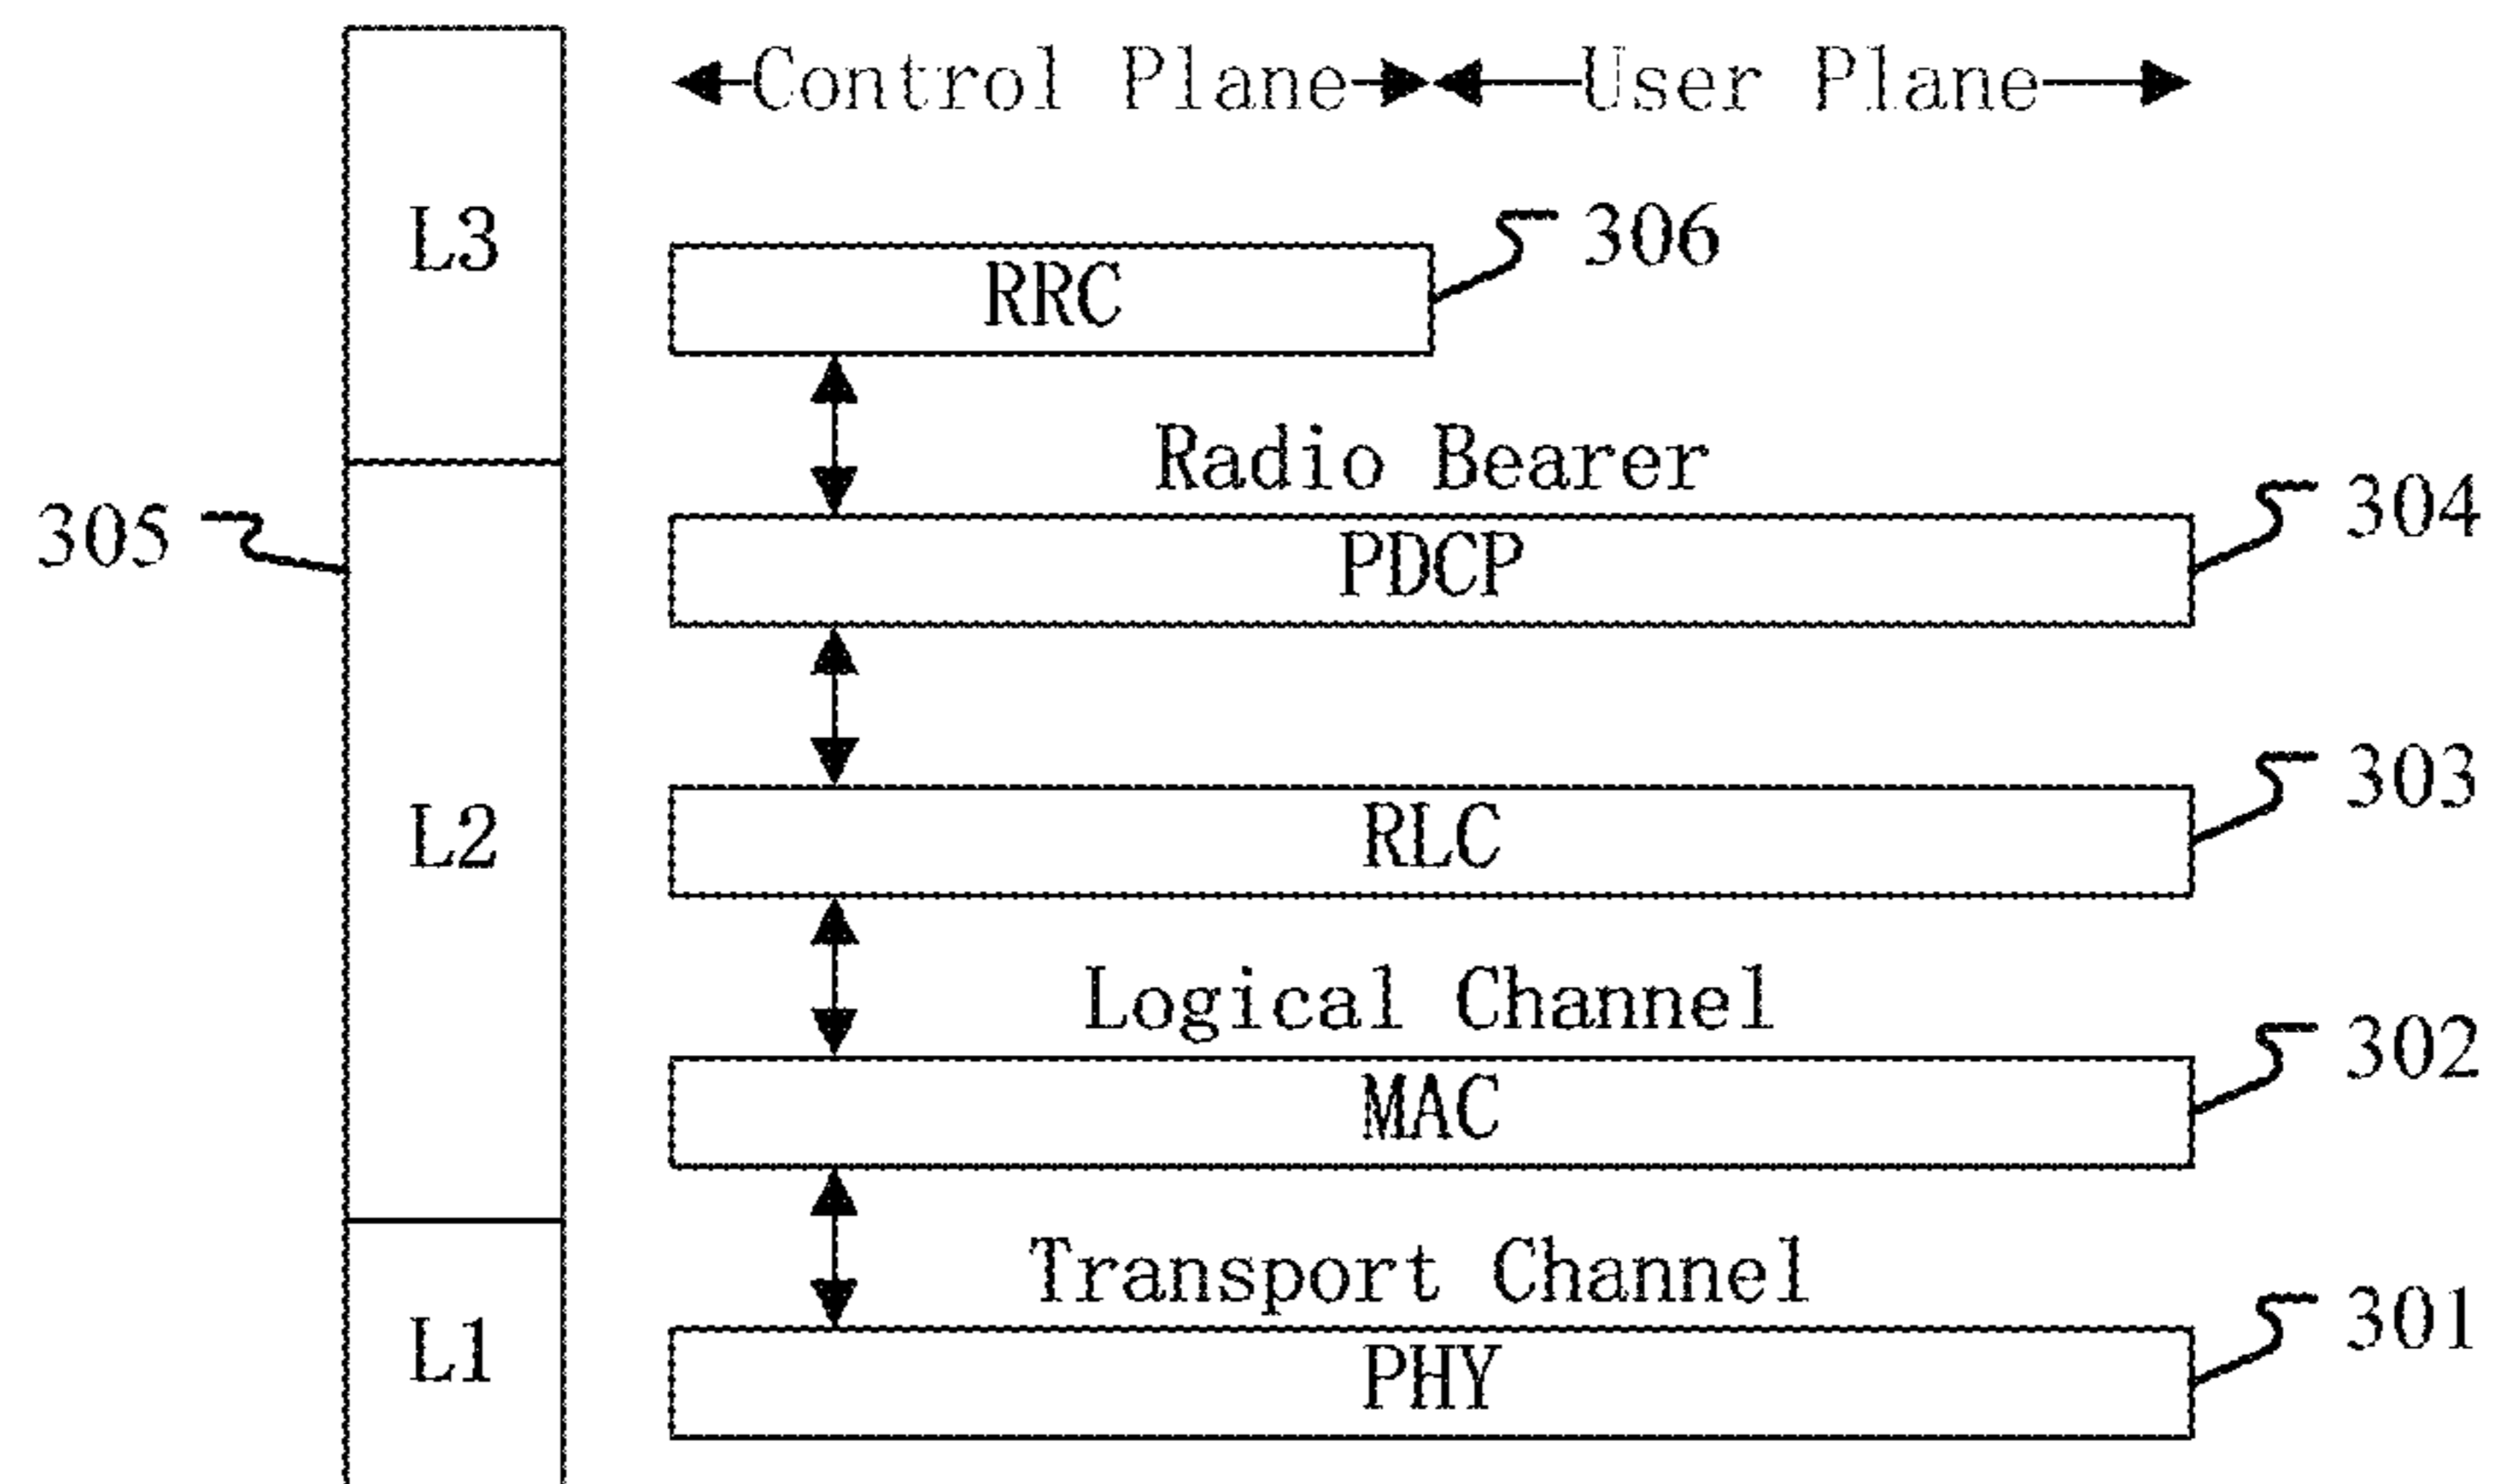 Control Plane User Plane
L3
306
RRC
Radio Bearer
305
304
PDCP
303
L2
RLC
Logical Channel
302
MAC
Transport Channel
301
L1
PHY